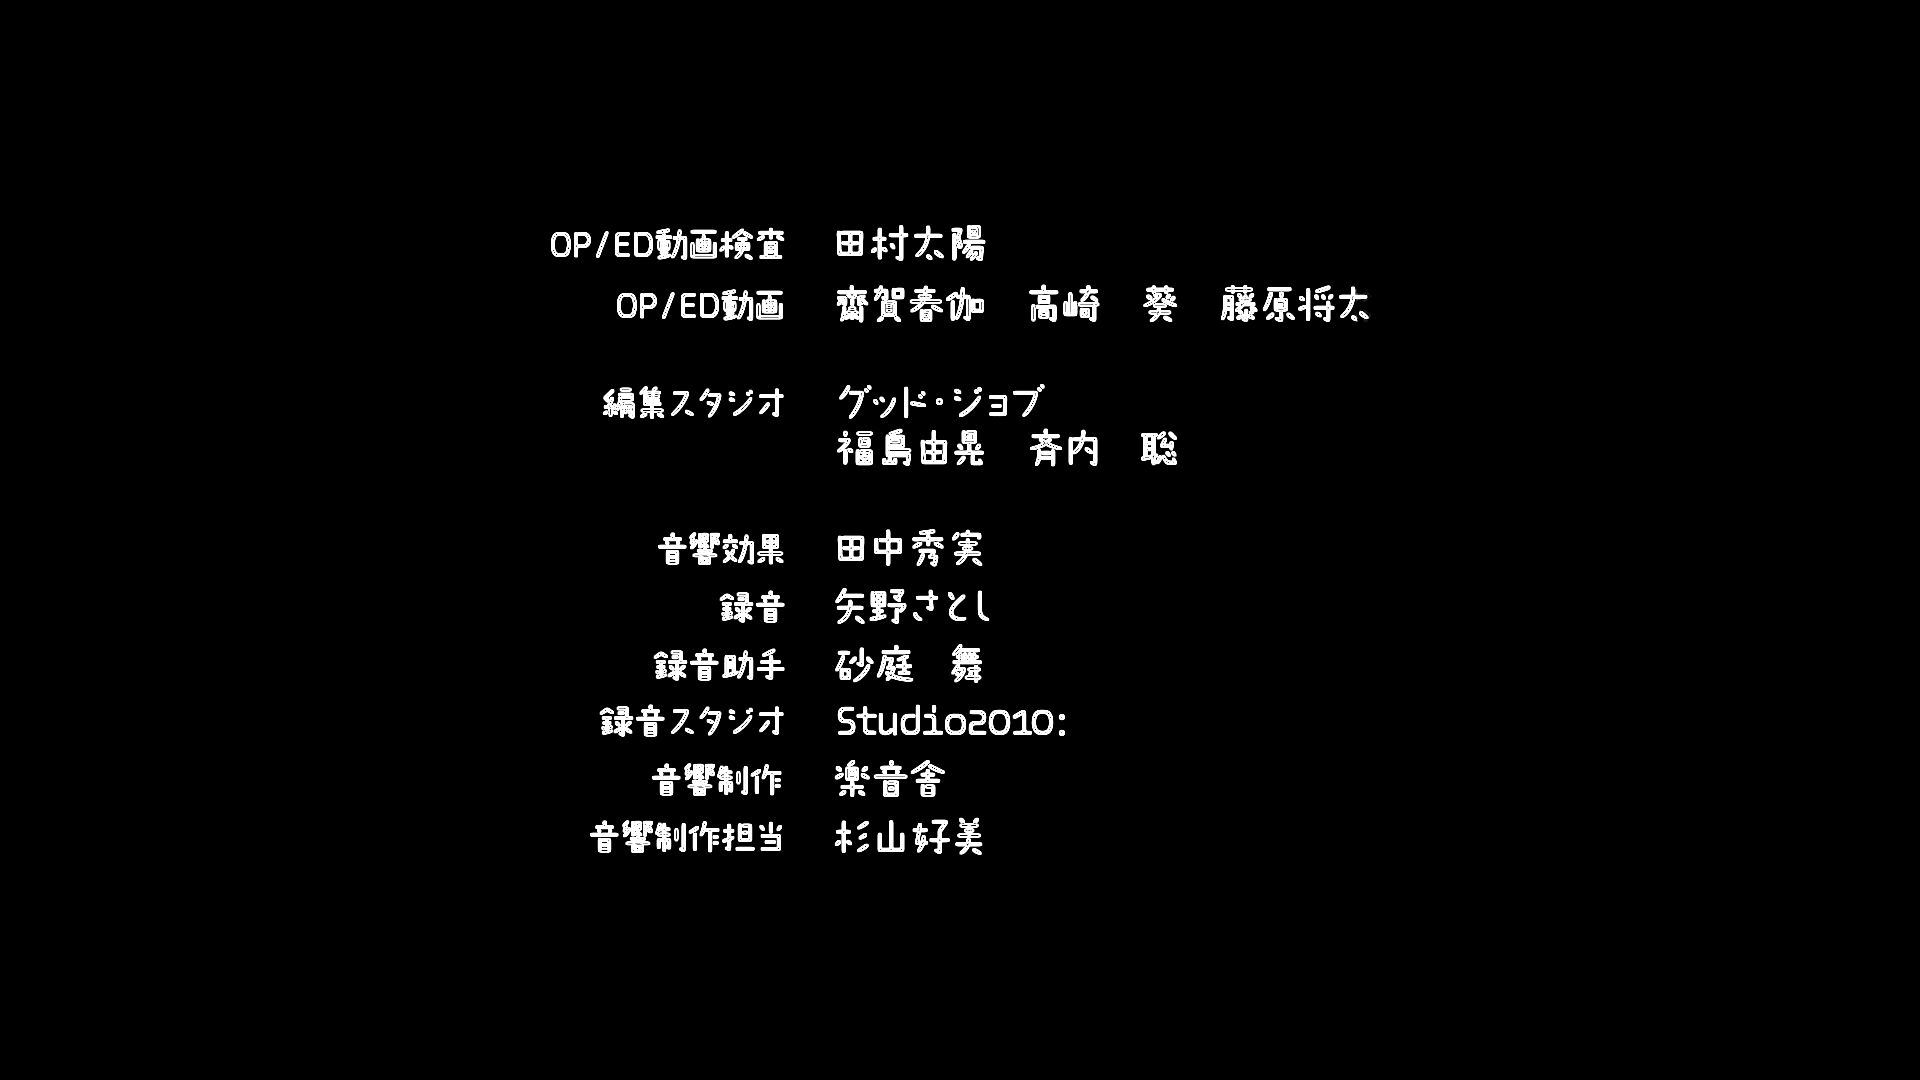 OP/ED動画検査　田村太陽
OP/ED動画　齋賀春伽　高崎　葵　藤原将太
編集スタジオ　グッド・ジョブ
福島由晃　斉内　聡
音響効果　田中秀実
録音　矢野さとし
録音助手　砂庭　舞
録音スタジオ　Studio2010:
音響制作　楽音舎
音響制作担当　杉山好美